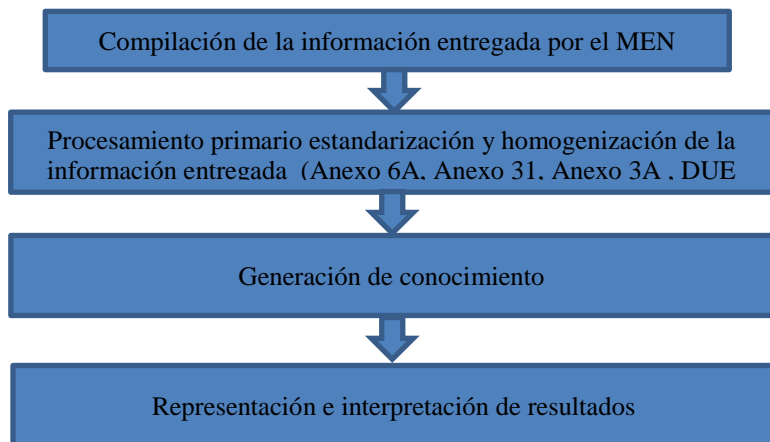 Compilación de la información entregada por el MEN
Procesamiento primario estandarización y homogenización de la
información entregada (Anexo 6A, Anexo 31, Anexo 3A , DUE
Generación de conocimiento
Representación e interpretación de resultados